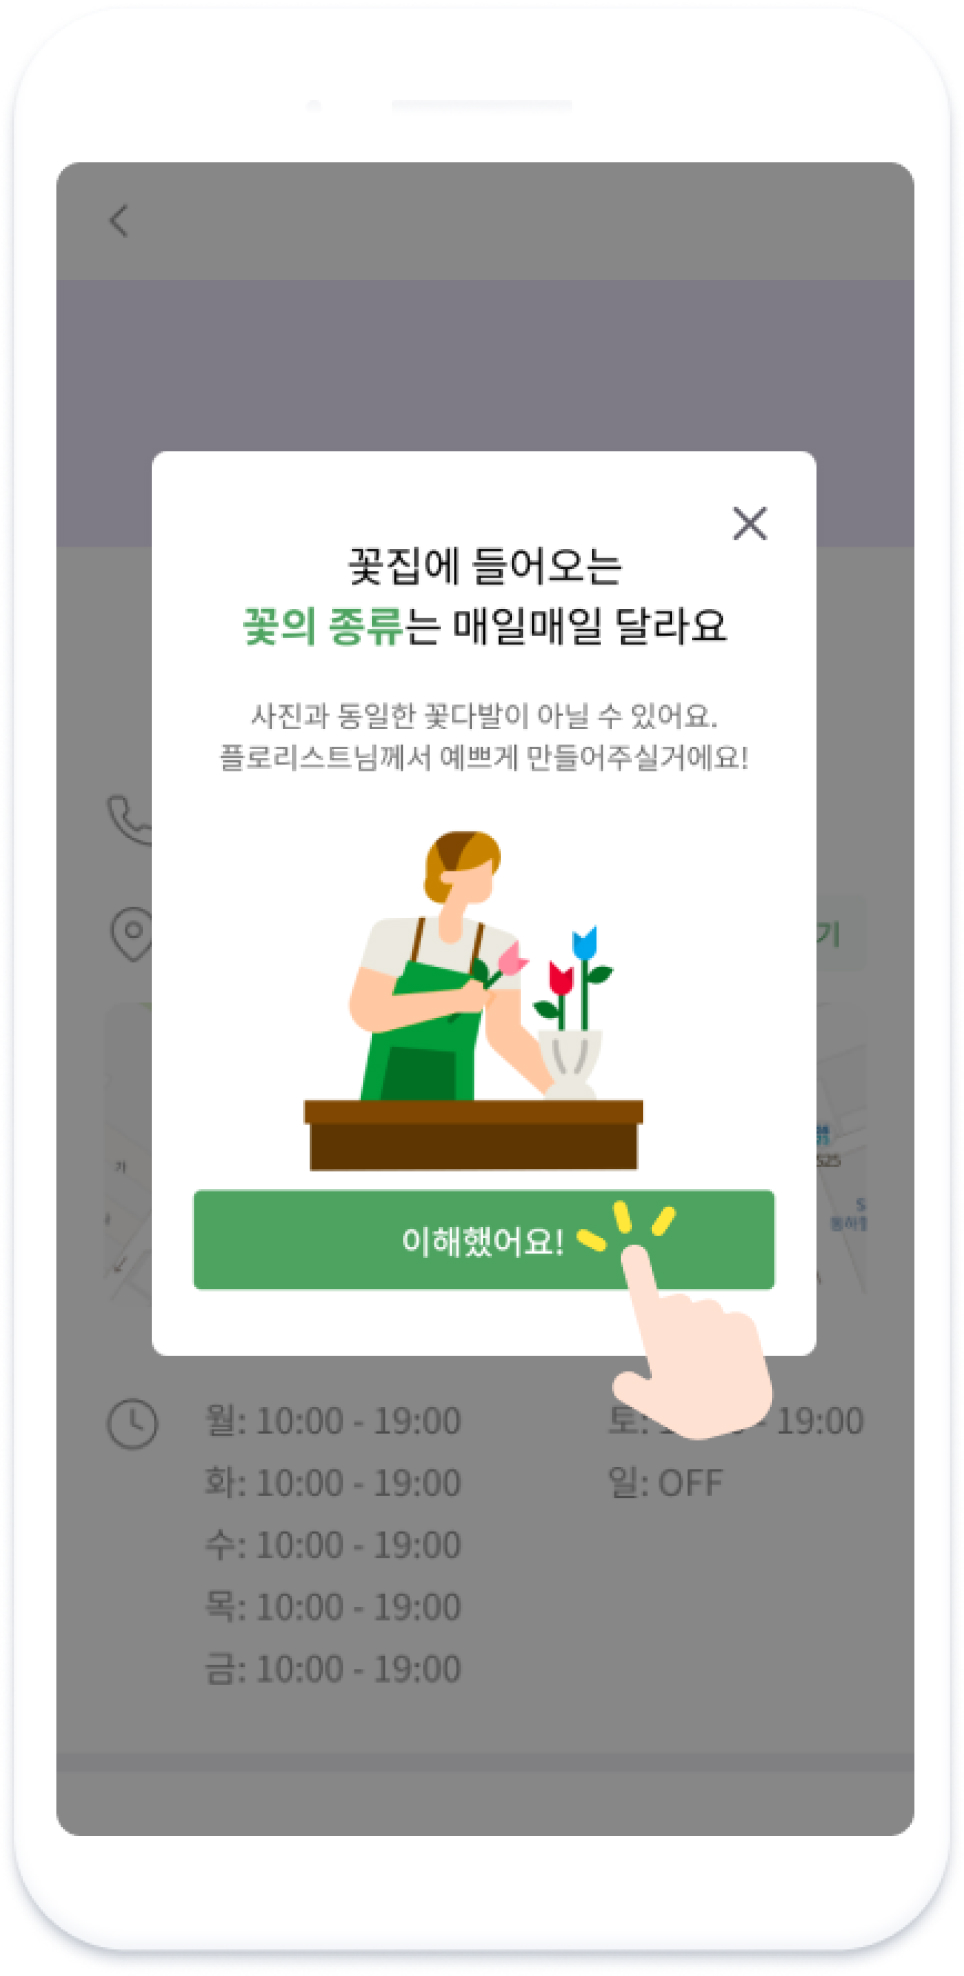 꽃집에 들어오는
꽃의 종류는 매일매일 달라요
사진과 동일한 꽃다발이 아닐 수 있어요.
플로리스트님께서 예쁘게 만들어주실거에요!
기
가
S25
이해했어요!
월: 10:00 - 19:00
화: 10:00 - 19:00
수: 10:00 - 19:00
목: 10:00 - 19:00
금: 10:00 - 19:00
토: - 19:00
일: OFF